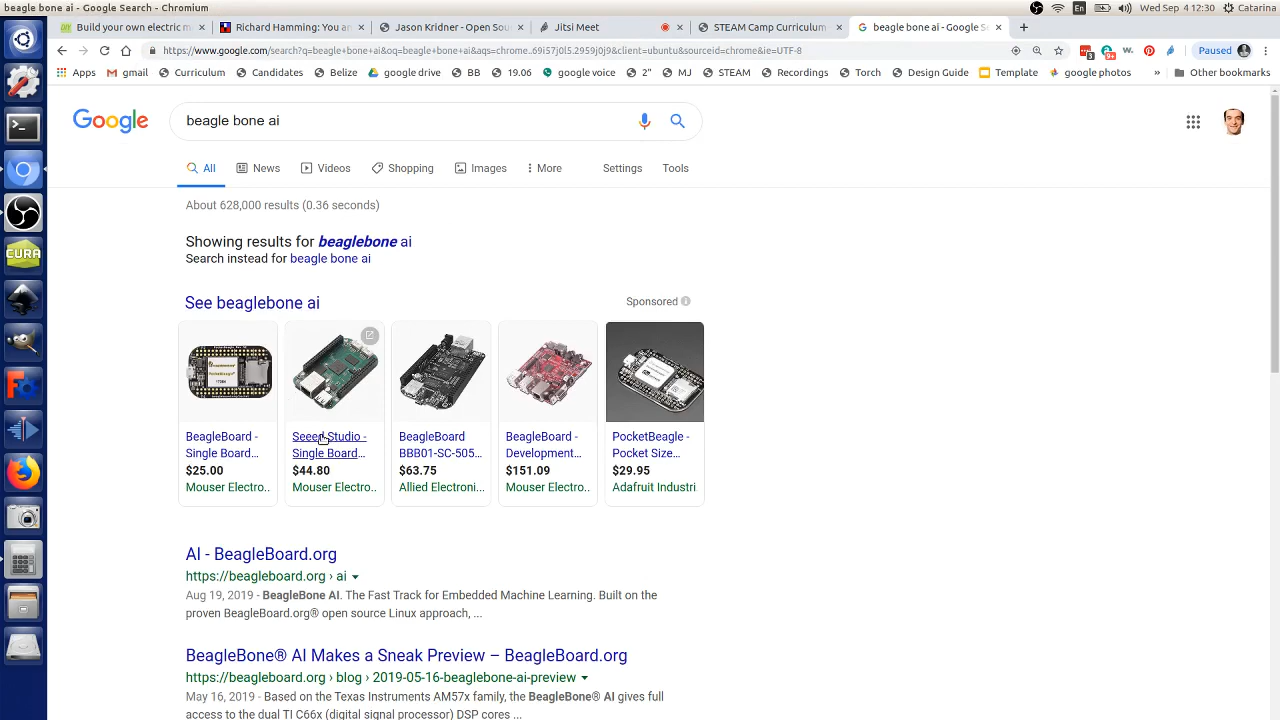 beagle bone ai - Google Search - Chromium
En
Wed Sep 4 12:30
Catarina
Build your own electric m
Richard Heruming: You an
Jason Krider - Open Sour
Jitsi Meet
STEAM Camp Curriculum
beagle bone ai - Google S
https://www.google.com/search?q=beagle+bone+ai&oq=beagle+bone+ai&aqs=chrome..69i57j0l5.2959j0j9&client=ubuntu&sourceid=chrome&ie=UTF-8
3
9+
W.
Paused
Apps
gmail
Curriculum
Candidates
Belize
google drive
BB
19.06
google voice
2"
MJ
STEAM
Recordings
Torch
Design Guide
Template
google photos
»
Other bookmarks
Google
beagle bone ai
All
News
Videos
Shopping
Images
More
Settings
Tools
About 628,000 results (0.36 seconds)
Showing results for beaglebone ai
Search instead for beagle bone ai
See beaglebone ai
Sponsored
BeagleBoard -
Single Board...
$25.00
Mouser Electro..
Seeed Studio -
Single Board...
$44.80
Mouser Electro..
BeagleBoard
BBB01-SC-505...
$63.75
Allied Electroni...
BeagleBoard -
Development...
$151.09
Mouser Electro..
PocketBeagle -
Pocket Size...
$29.95
Adafruit Industri
AI - BeagleBoard.org
https://beagleboard.org › ai
Aug 19, 2019 - BeagleBone AI. The Fast Track for Embedded Machine Learning. Built on the
proven BeagleBoard.org® open source Linux approach, ...
BeagleBone® AI Makes a Sneak Preview – BeagleBoard.org
https://beagleboard.org › blog › 2019-05-16-beaglebone-ai-preview
May 16, 2019 - Based on the Texas Instruments AM57x family, the BeagleBone® AI gives full
access to the dual TI C66x (digital signal processor) DSP cores ...
CURA